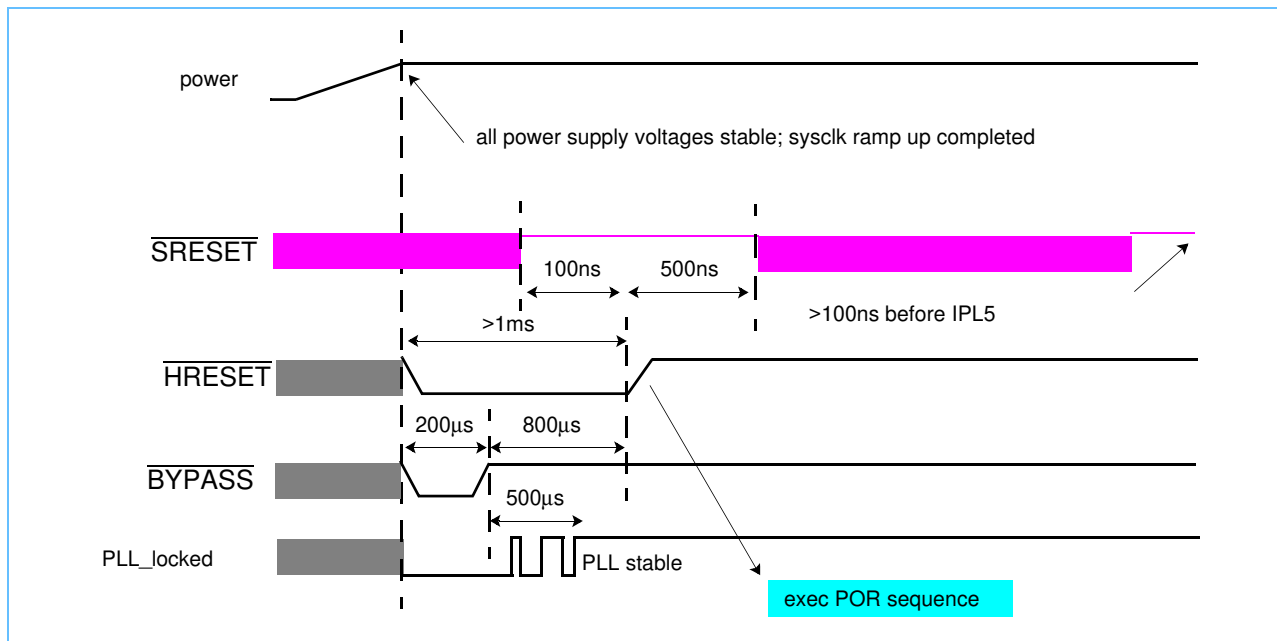 power
all power supply voltages stable; sysclk ramp up completed
SRESET
100ns
500ns
>100ns before IPL5
>1ms
HRESET
200μs
800μs
BYPASS
500μs
PLL_locked
PLL stable
exec POR sequence